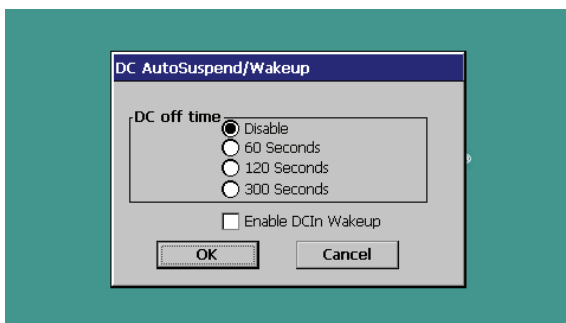 DC AutoSuspend/Wakeup
DC off time
Disable
60 Seconds
120 Seconds
300 Seconds
Enable DCIn Wakeup
OK Cancel